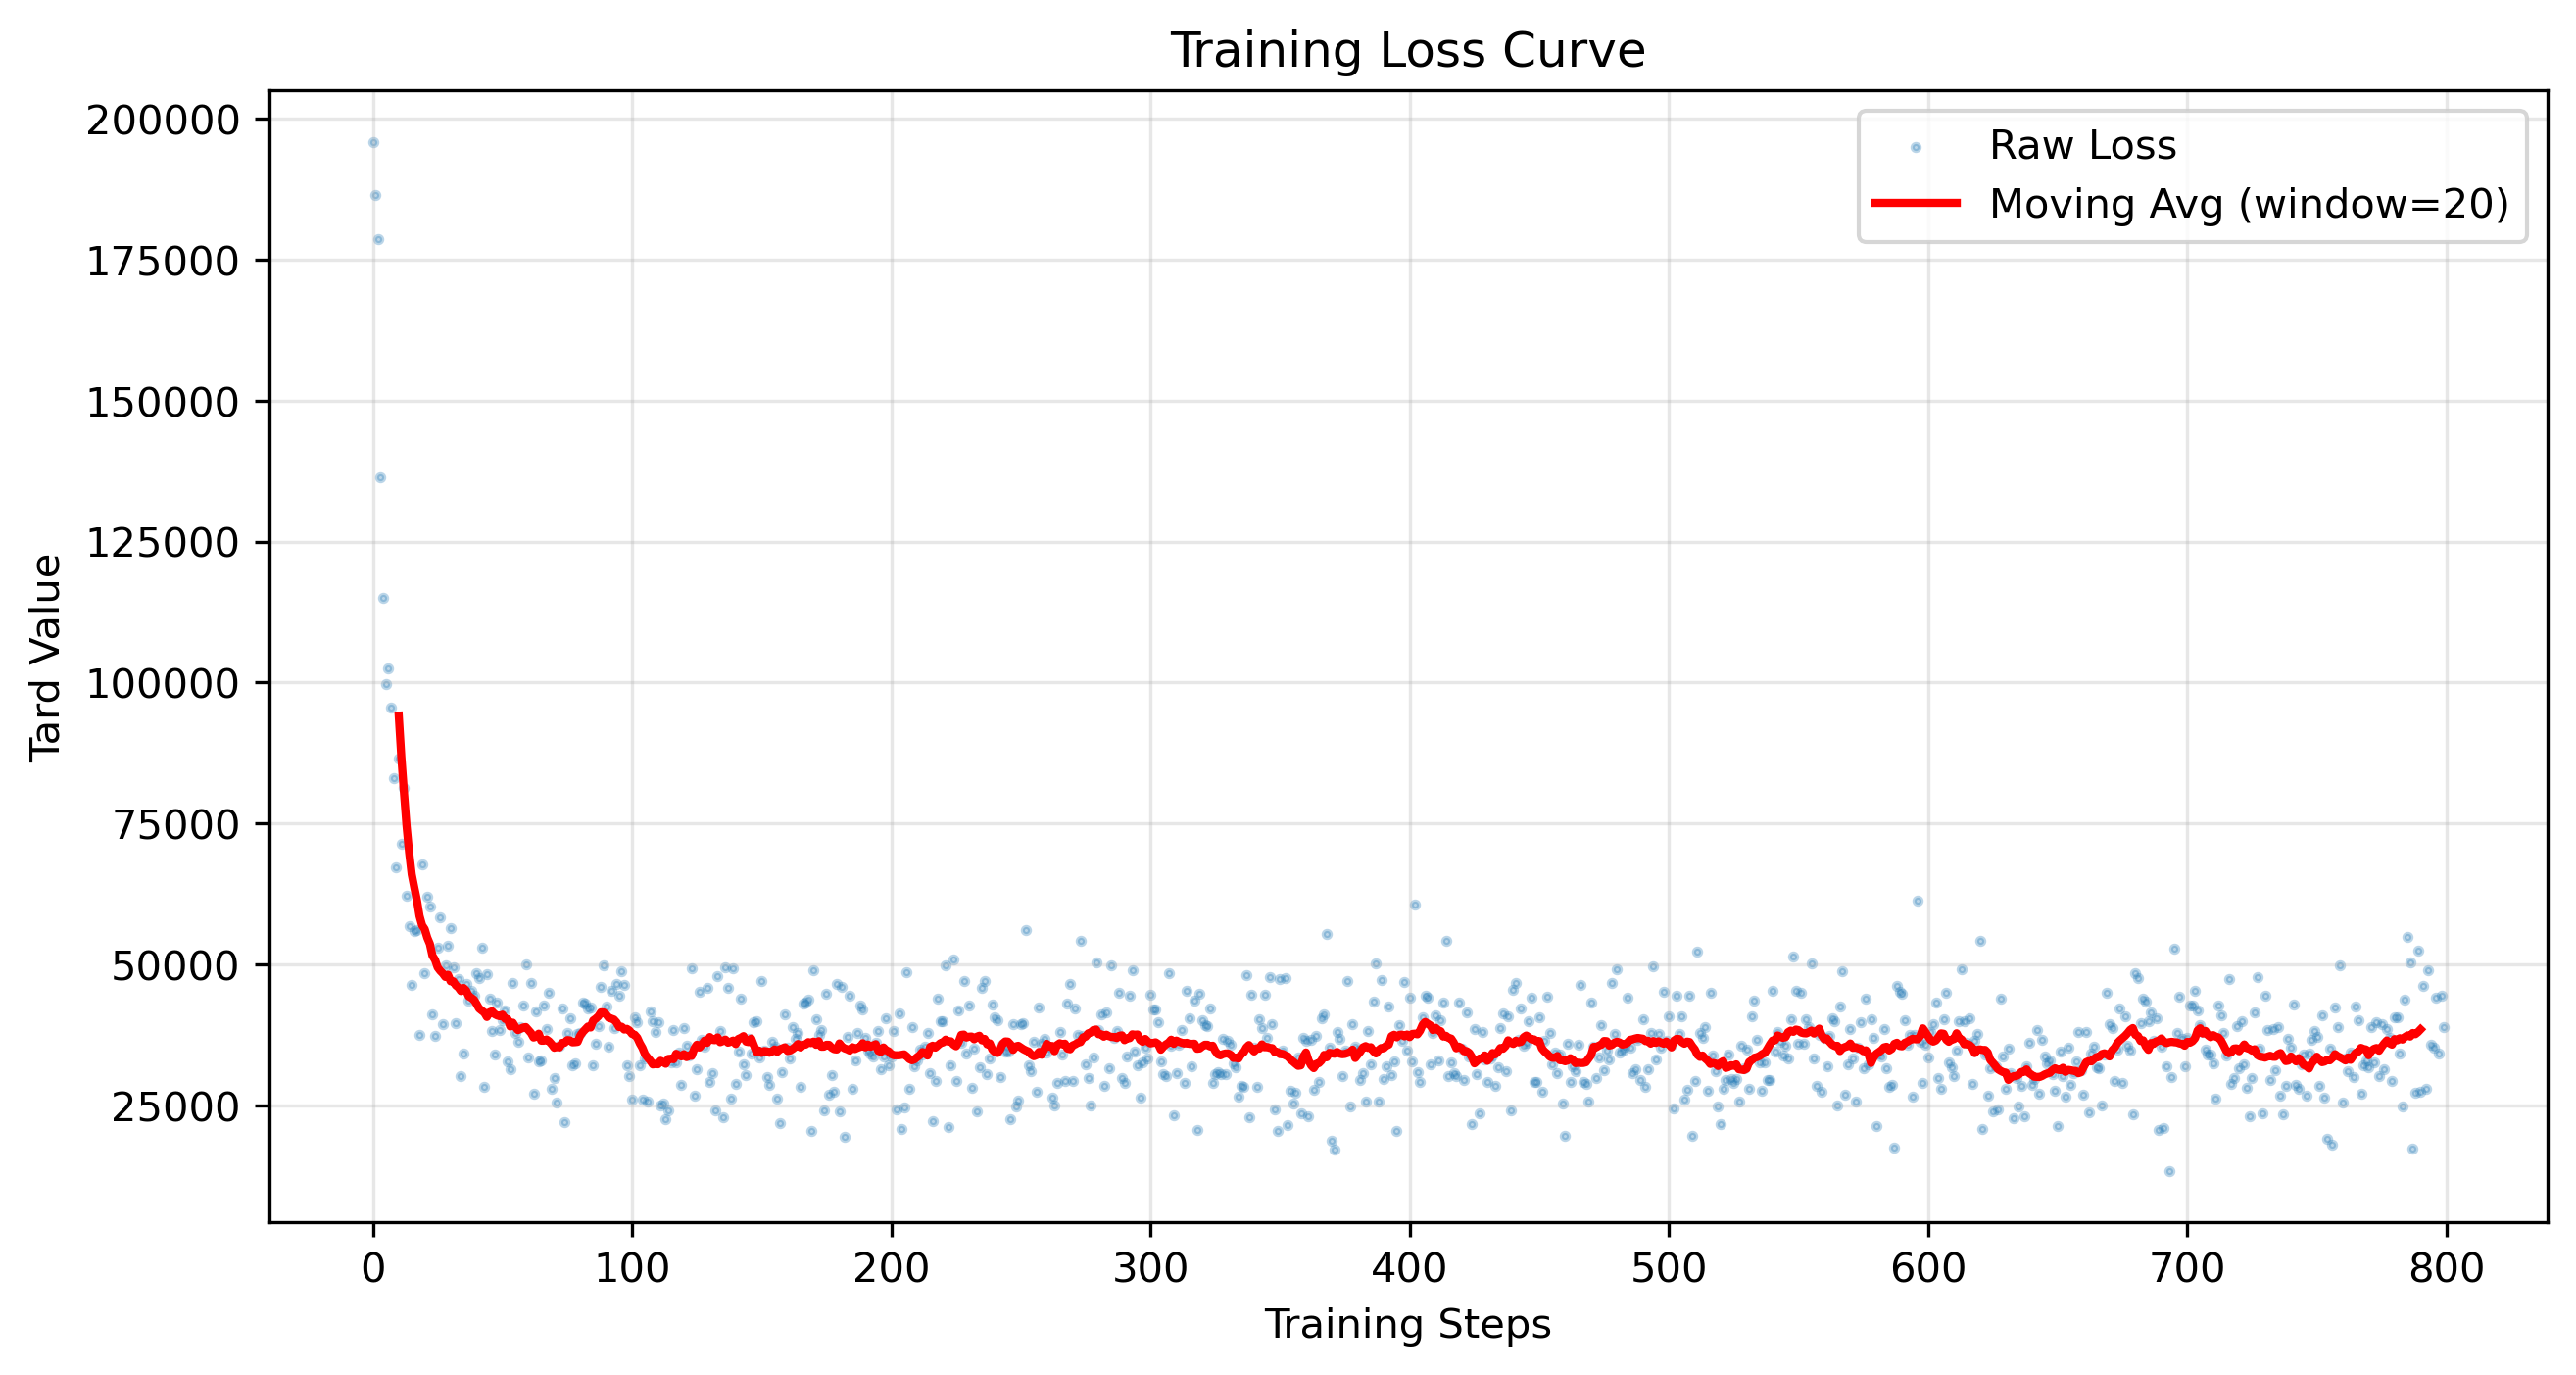 Training Loss Curve
Raw Loss
Moving Avg (window=20)
Tard Value
200000
175000
150000
125000
100000
75000
50000
25000
0 100 200 300 400 500 600 700 800
Training Steps